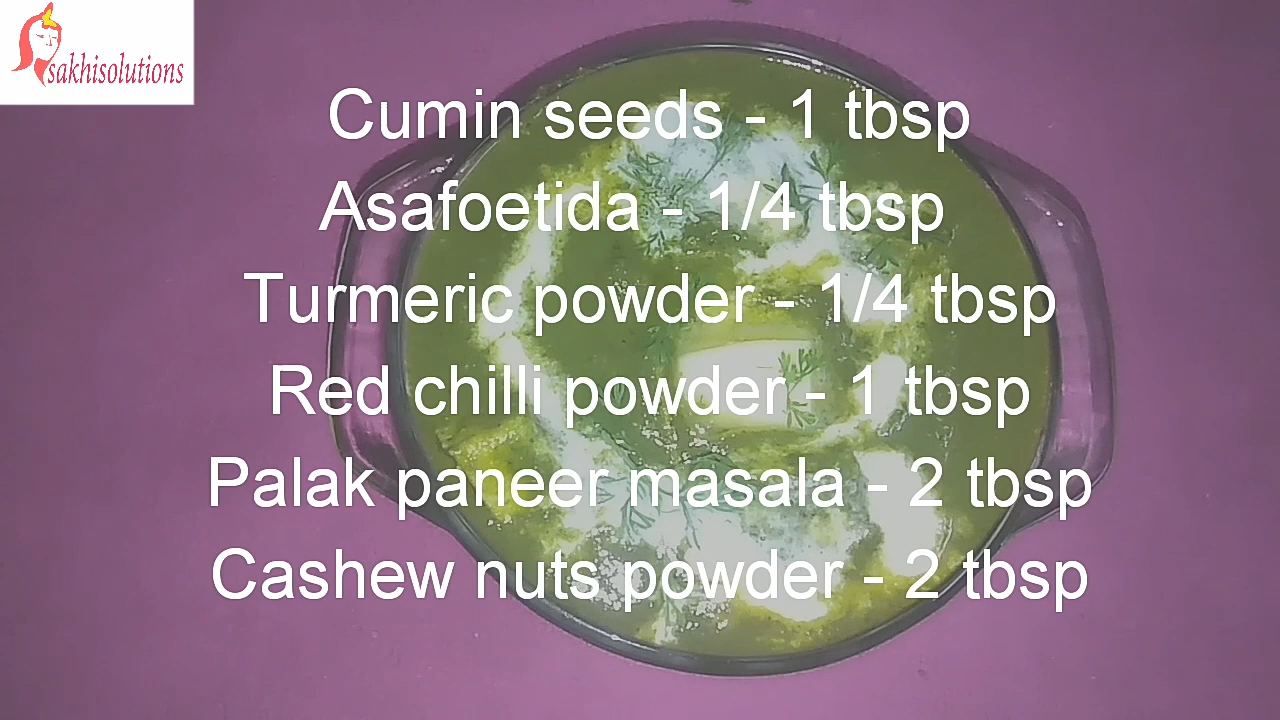 sakhisolutions
Cumin seeds - 1 tbsp
Asafoetida - 1/4 tbsp
Turmeric powder - 1/4 tbsp
Red chilli powder - 1 tbsp
Palak paneer masala - 2 tbsp
Cashew nuts powder - 2 tbsp